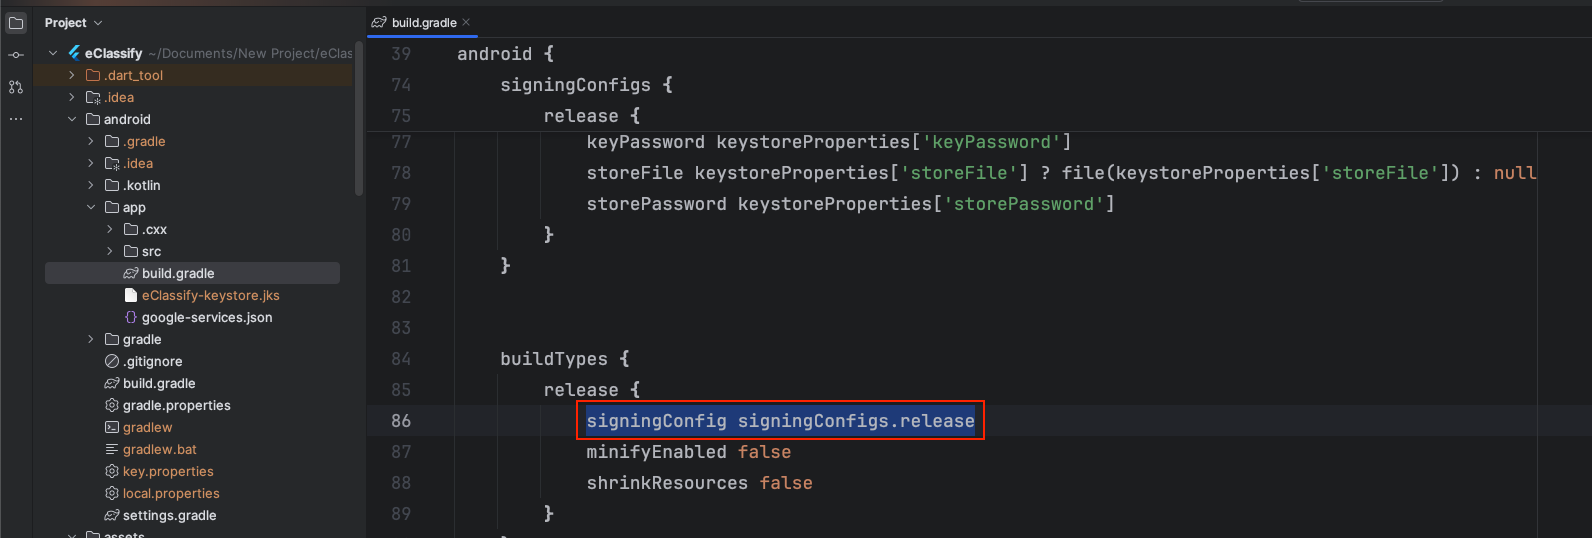 Project
eClassify ~/Documents/New Project/eClas
.dart_tool
.idea
android
.gradle
.idea
.kotlin
app
.cxx
src
build.gradle
eClassify-keystore.jks
google-services.json
gradle
.gitignore
build.gradle
gradle.properties
gradlew
gradlew.bat
key.properties
local.properties
settings.gradle
assets
build.gradle
39 android {
74 signingConfigs {
75 release {
77 keyPassword keystoreProperties['keyPassword']
78 storeFile keystoreProperties['storeFile'] ? file(keystoreProperties['storeFile']) : null
79 storePassword keystoreProperties['storePassword']
80 }
81 }
82
83
84 buildTypes {
85 release {
86 signingConfig signingConfigs.release
87 minifyEnabled false
88 shrinkResources false
89 }